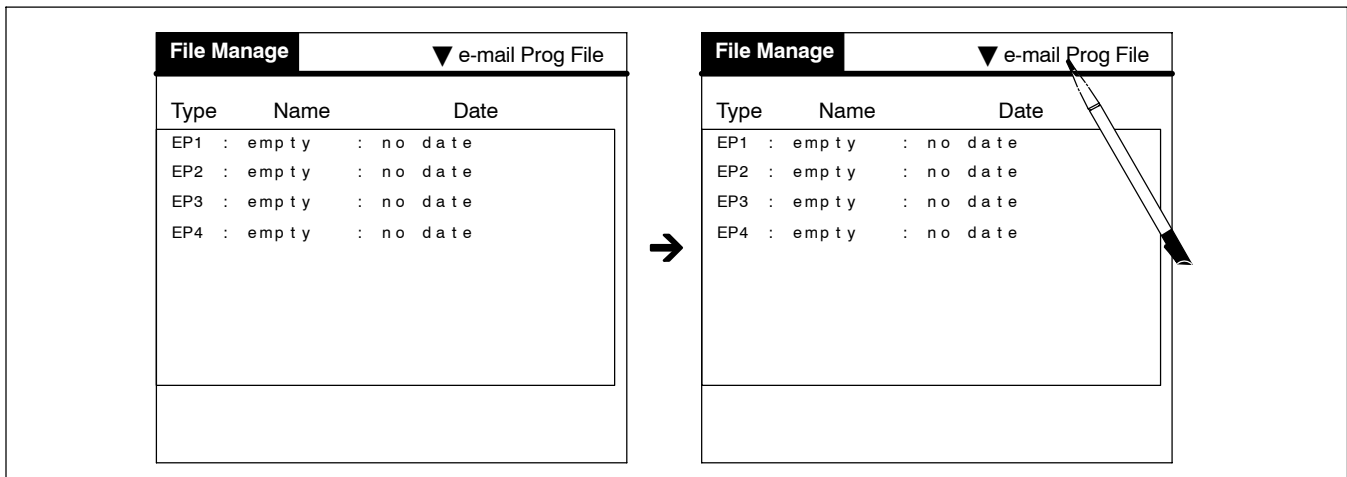 File Manage ▼ e-mail Prog File
Type Name Date
EP1 : empty : no date
EP2 : empty : no date
EP3 : empty : no date
EP4 : empty : no date
➔
File Manage ▼ e-mail Prog File
Type Name Date
EP1 : empty : no date
EP2 : empty : no date
EP3 : empty : no date
EP4 : empty : no date